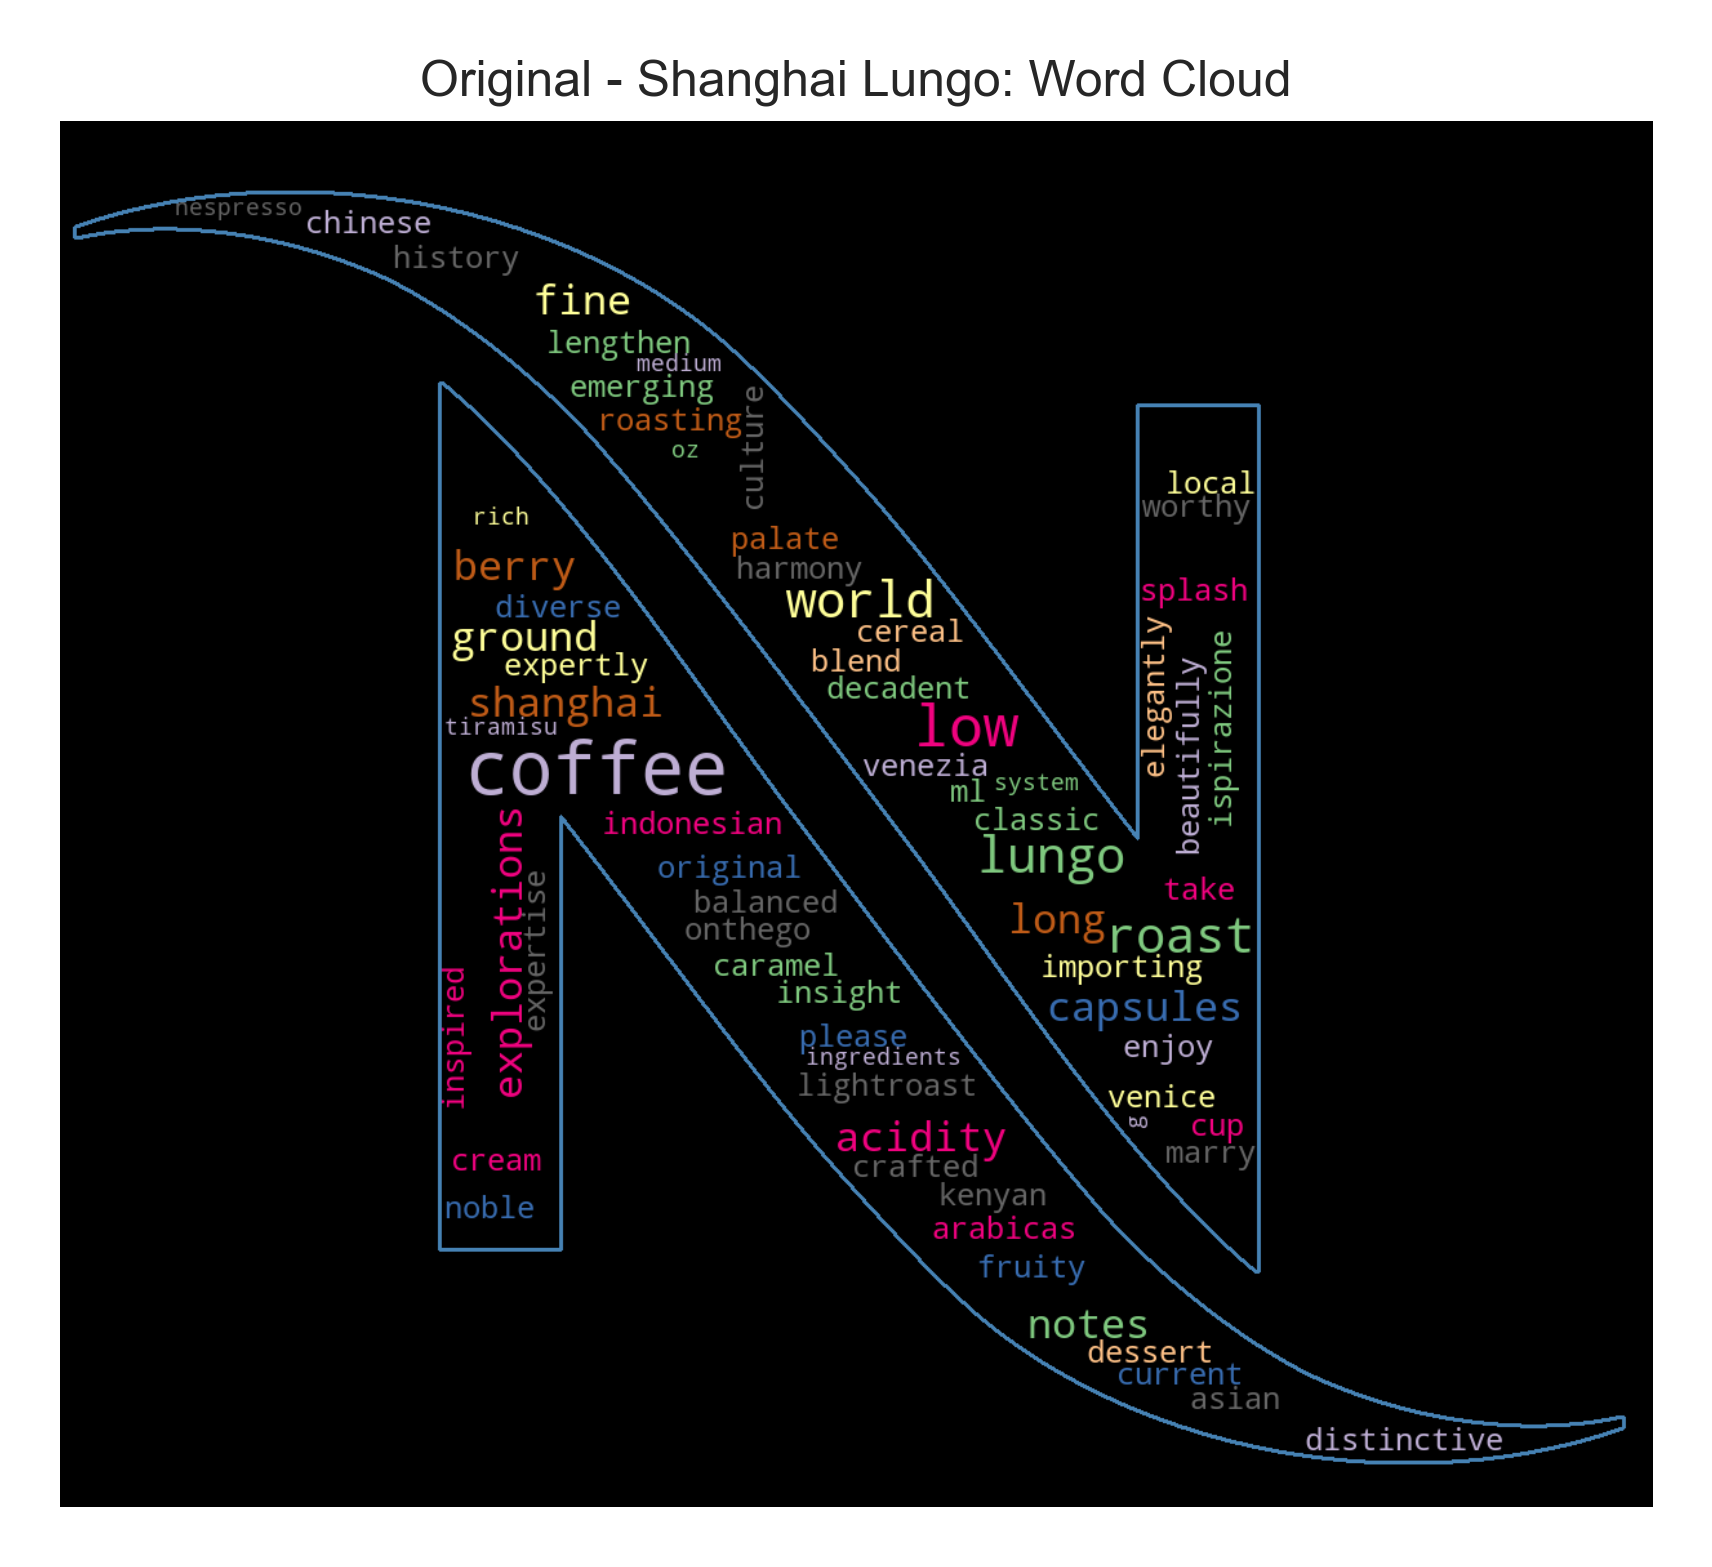 Original - Shanghai Lungo: Word Cloud
nespresso
chinese
history
fine
lengthen
medium
emerging
roasting
culture
oz
local
worthy
rich
palate
berry
harmony
splash
diverse
world
elegantly
beautifully
ispirazione
ground
cereal
expertly
blend
decadent
shanghai
low
tiramisu
coffee
venezia
system
ml
indonesian
classic
lungo
explorations
original
expertise
take
balanced
long
roast
onthego
caramel
importing
inspired
insight
capsules
please
enjoy
ingredients
lightroast
venice
g
cup
acidity
marry
cream
crafted
kenyan
noble
arabicas
fruity
notes
dessert
current
asian
distinctive